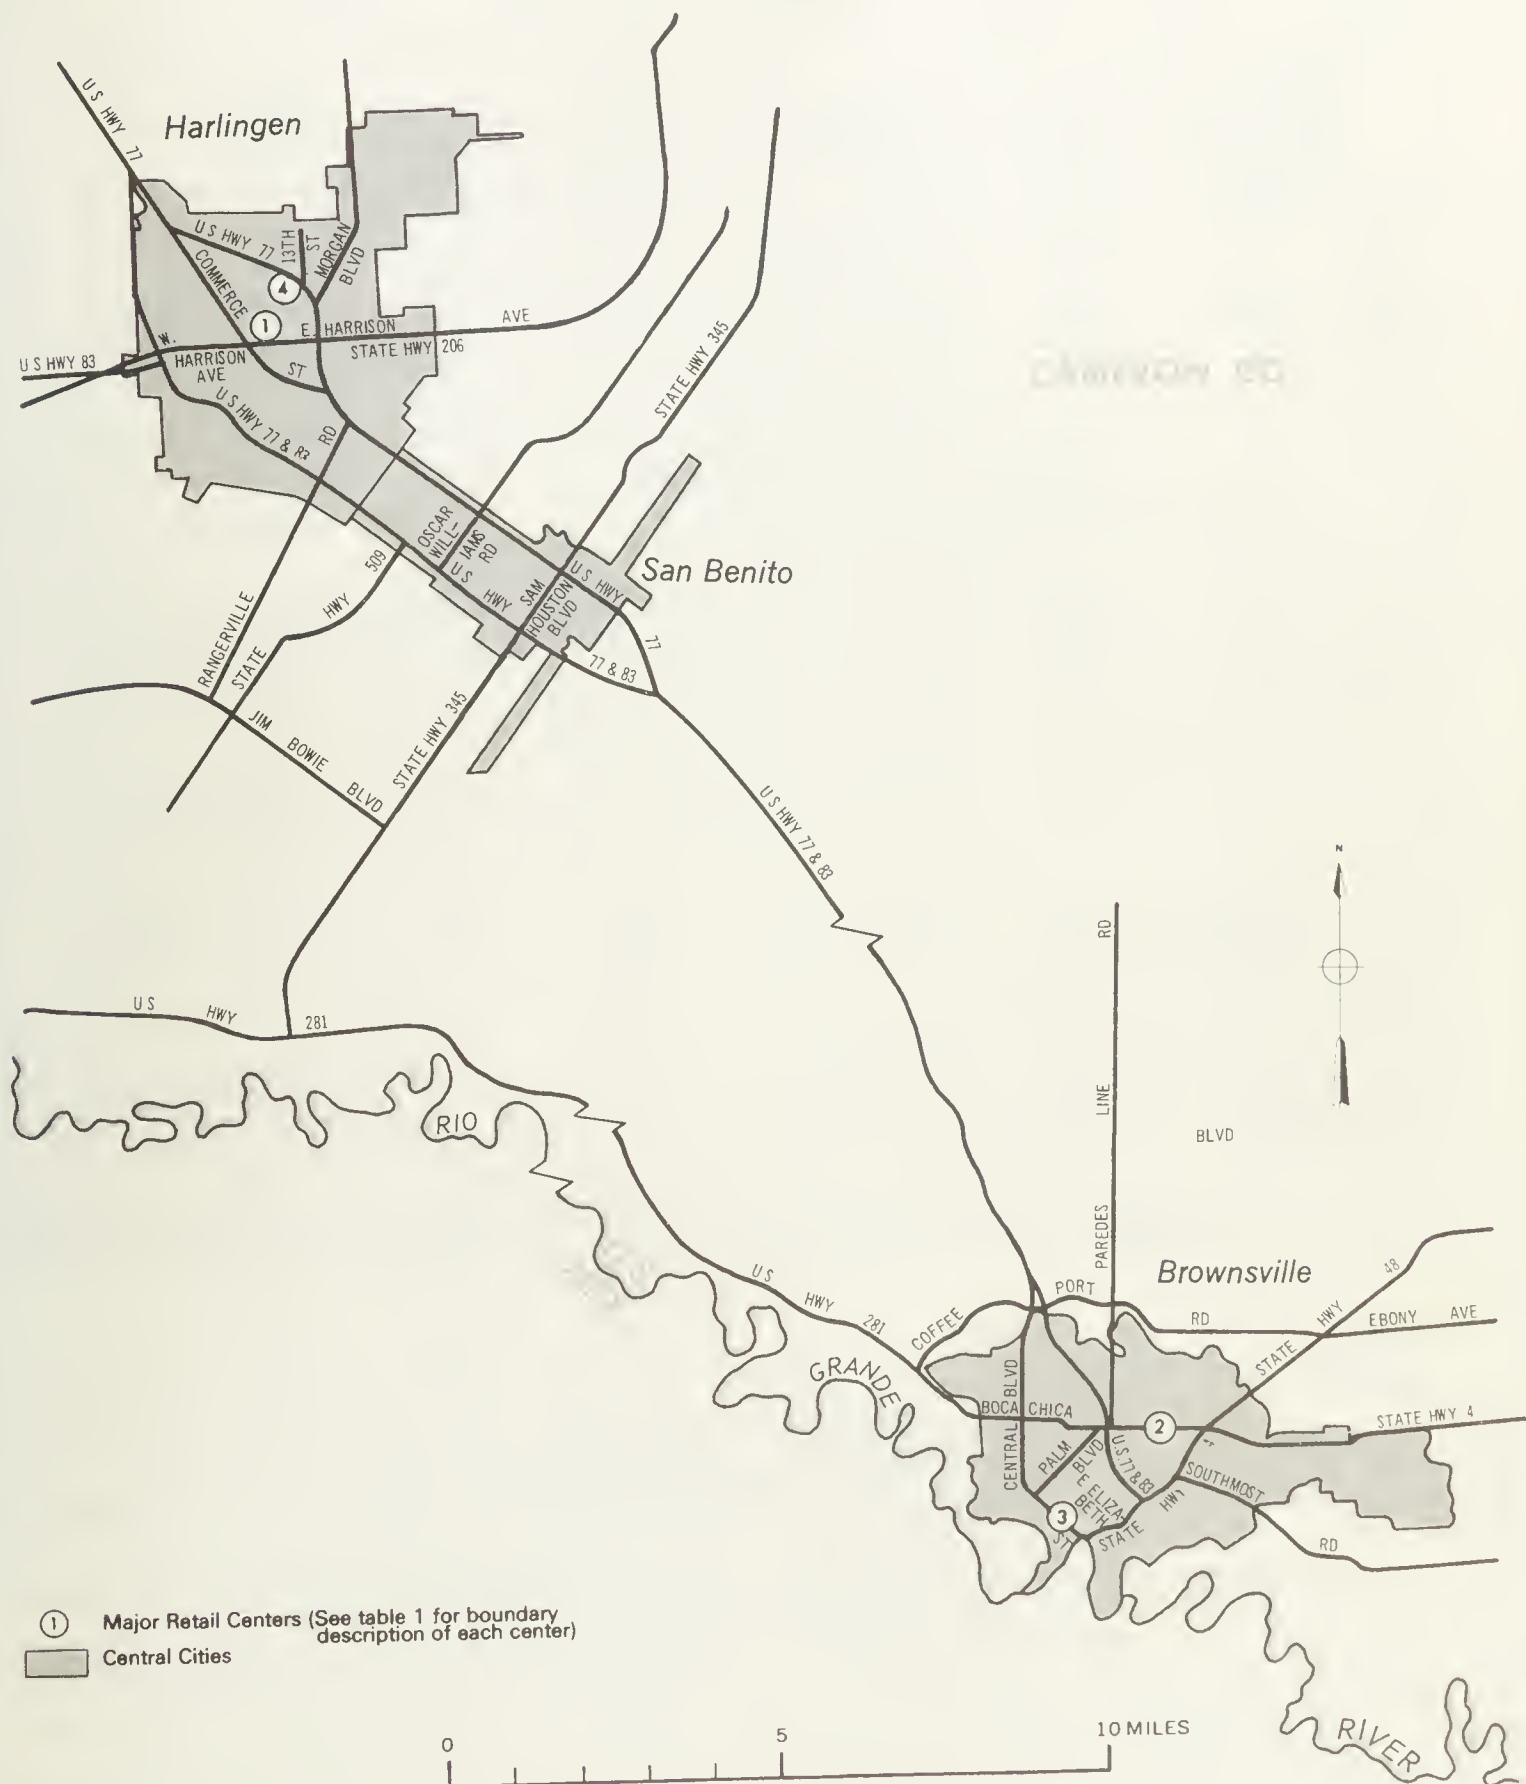 Harlingen
U S HWY 77
U S HWY 77
13TH ST
MORGAN BLVD
COMMERCE ST
4
1
E. HARRISON AVE
STATE HWY 206
W. HARRISON AVE
U S HWY 83
U S HWY 77 & 83
STATE HWY 345
RANGERVILLE RD
STATE HWY 509
OSCAR WILL-
IAMS RD
SAM HOUSTON BLVD
U S HWY 77
San Benito
U S HWY 77 & 83
JIM BOWIE BLVD
STATE HWY 345
U S HWY 77 & 83
N
U S HWY 281
RIO GRANDE RIVER
PAREDES LINE RD
BLVD
Brownsville
U S HWY 281
COFFEE PORT RD
STATE HWY 48
EBONY AVE
BOCA CHICA
CENTRAL BLVD
2
STATE HWY 4
PALM BLVD
U.S. 77 & 83
E ELIZA-
BETH ST
3
STATE HWY
SOUTHMOST RD
1 Major Retail Centers (See table 1 for boundary
description of each center)
Central Cities
0 5 10 MILES